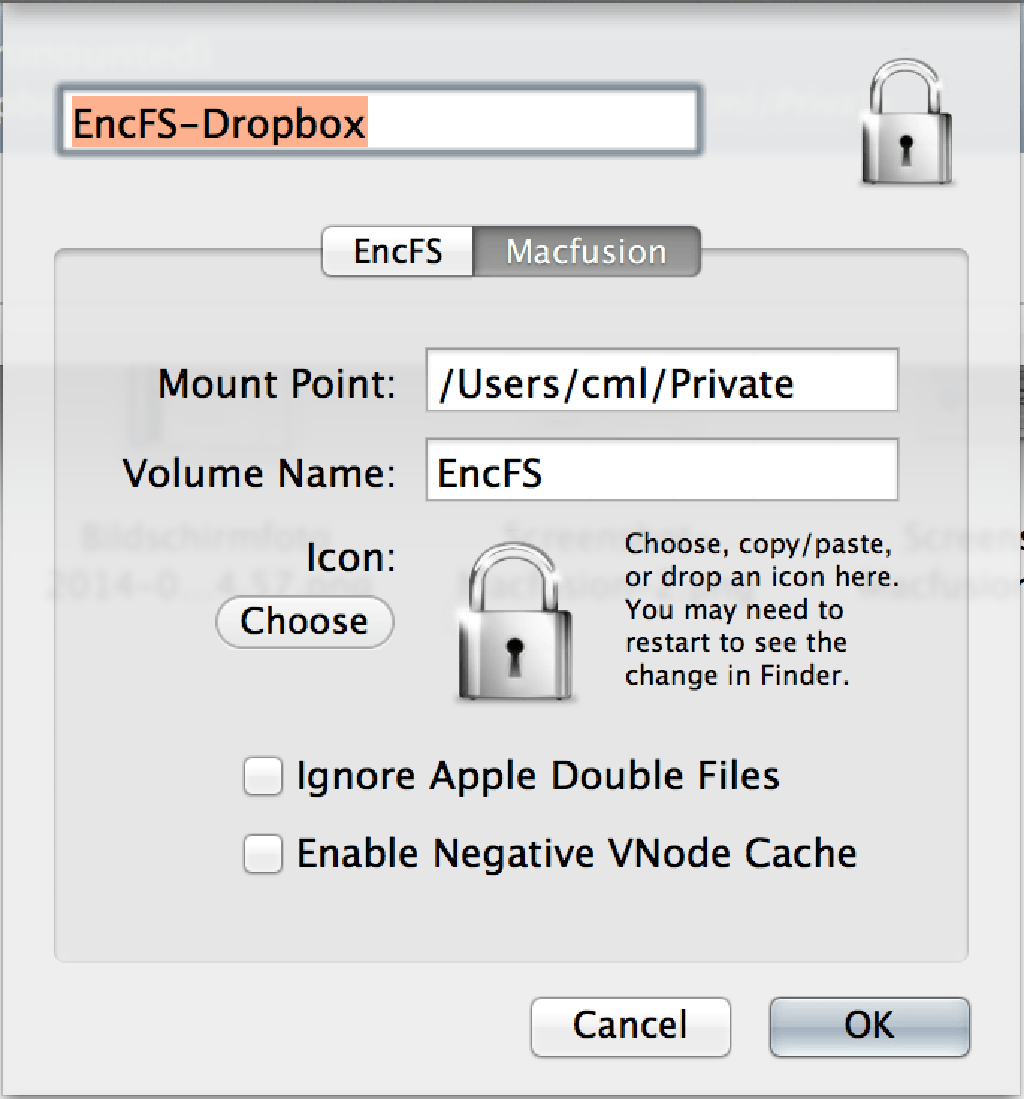 EncFS-Dropbox
EncFS
Macfusion
Mount Point:
/Users/cml/Private
Volume Name:
EncFS
Icon:
Choose
Choose, copy/paste,
or drop an icon here.
You may need to
restart to see the
change in Finder.
Ignore Apple Double Files
Enable Negative VNode Cache
Cancel
OK